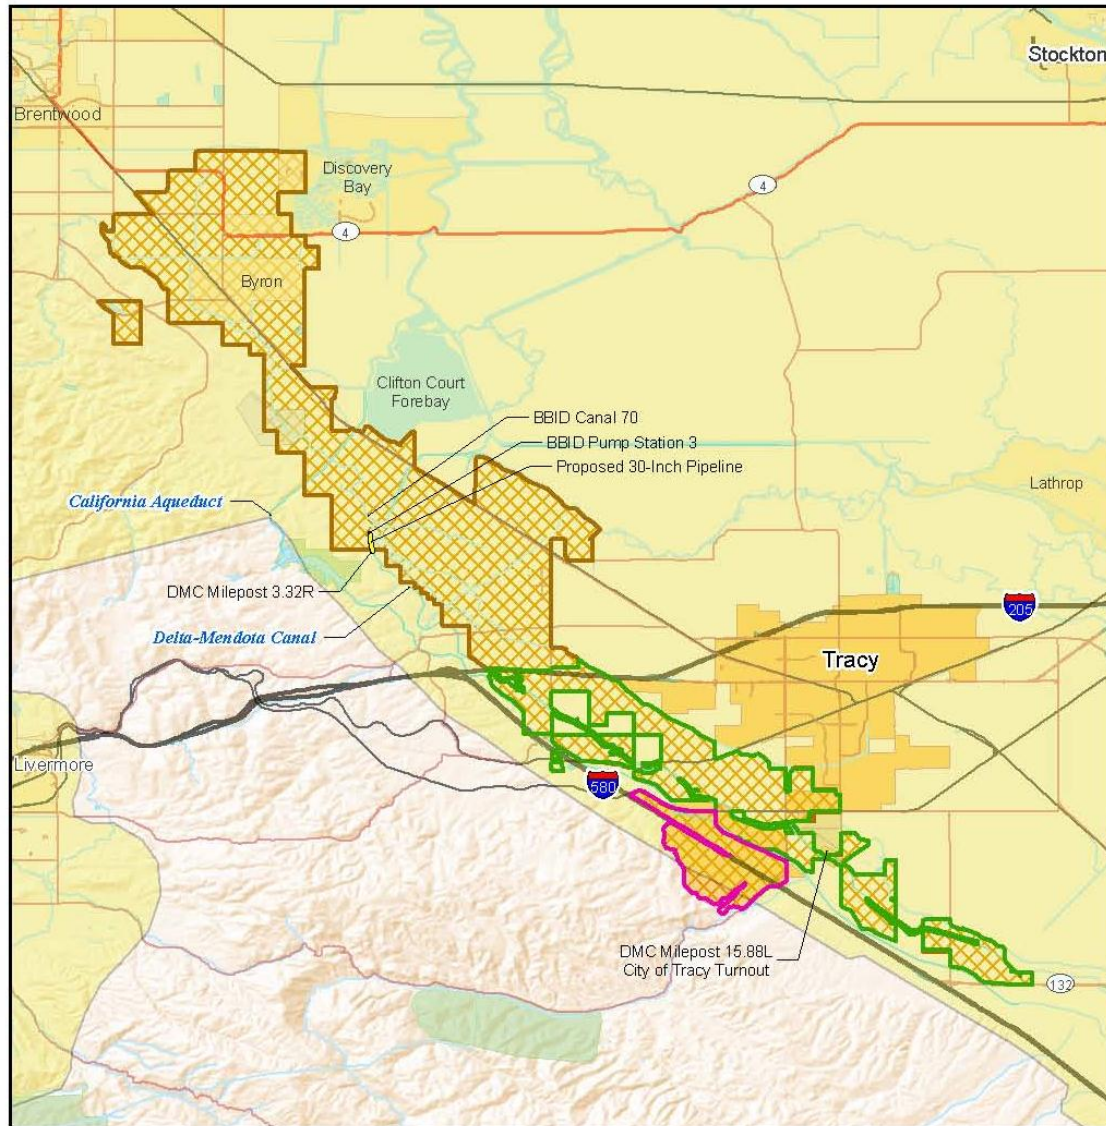 Stockton
Brentwood
Discovery
Bay
4
4
Byron
Clifton Court
Forebay
BBID Canal 70
BBID Pump Station 3
Proposed 30-Inch Pipeline
Lathrop
California Aqueduct
DMC Milepost 3.32R
205
Delta-Mendota Canal
Tracy
Livermore
580
DMC Milepost 15.88L
City of Tracy Turnout
132